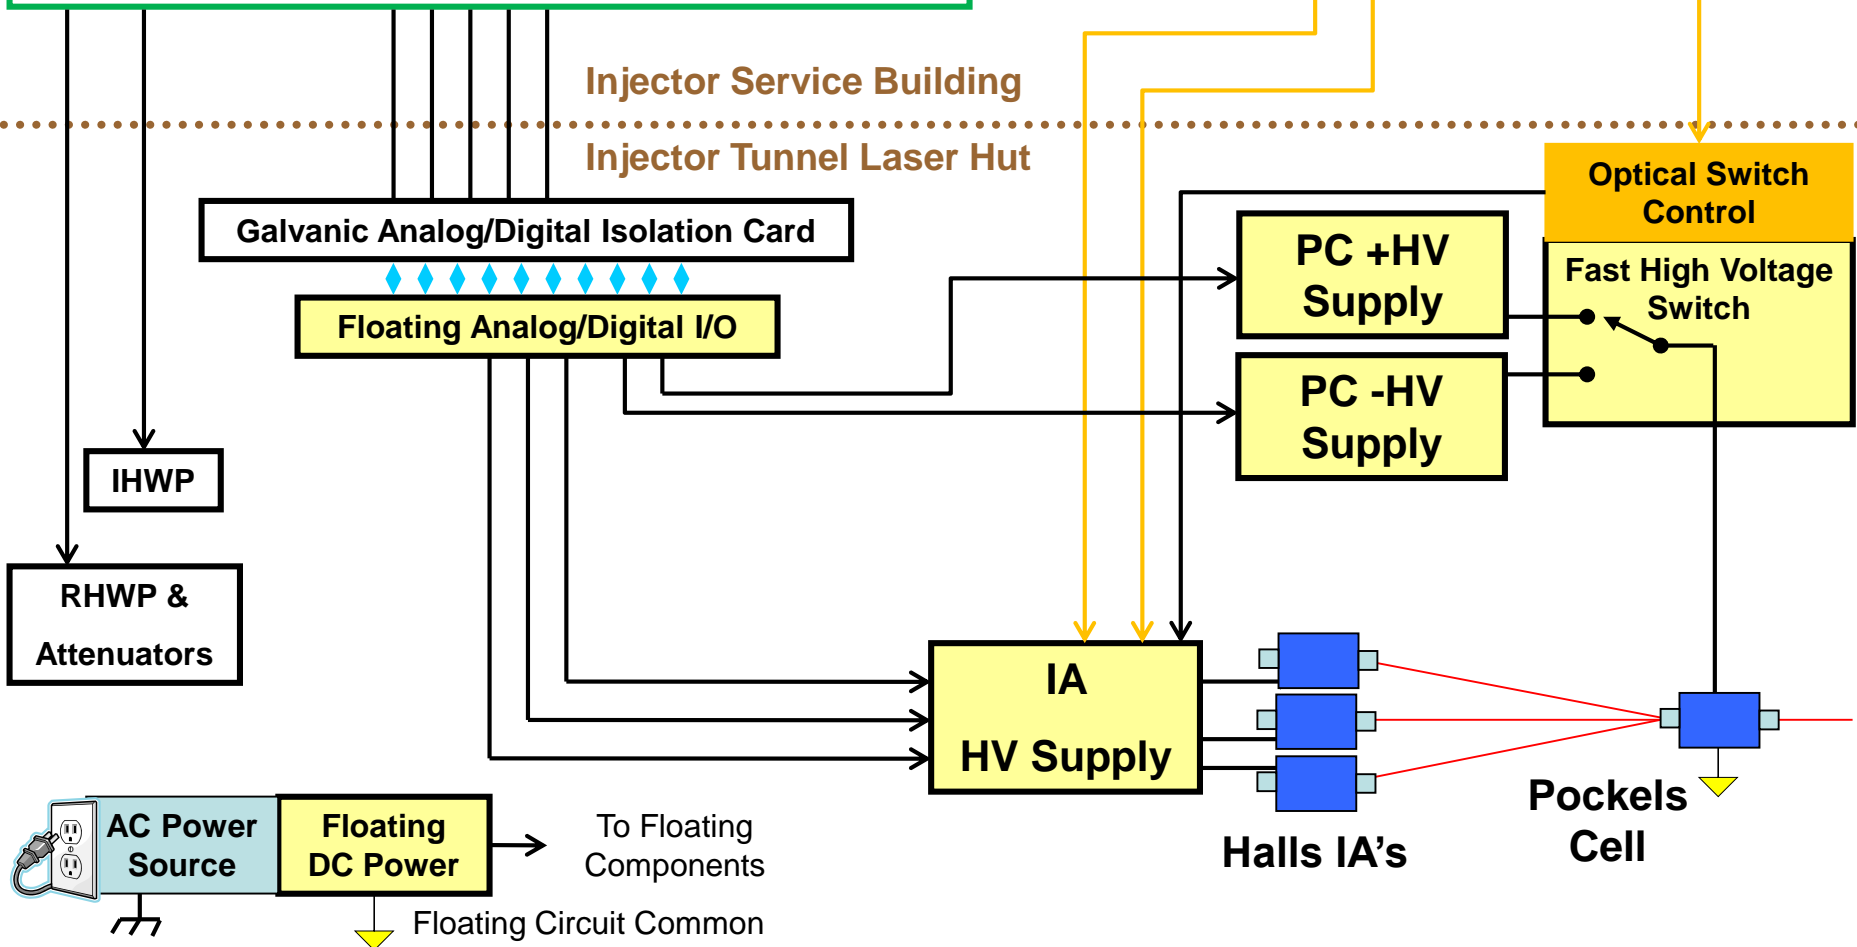 Injector Service Building
Injector Tunnel Laser Hut
Optical Switch
Control
Galvanic Analog/Digital Isolation Card
PC +HV
Supply
Fast High Voltage
Switch
Floating Analog/Digital I/O
PC -HV
Supply
IHWP
RHWP &
Attenuators
IA
HV Supply
Pockels
Cell
Halls IA's
AC Power
Source
Floating
DC Power
To Floating
Components
Floating Circuit Common